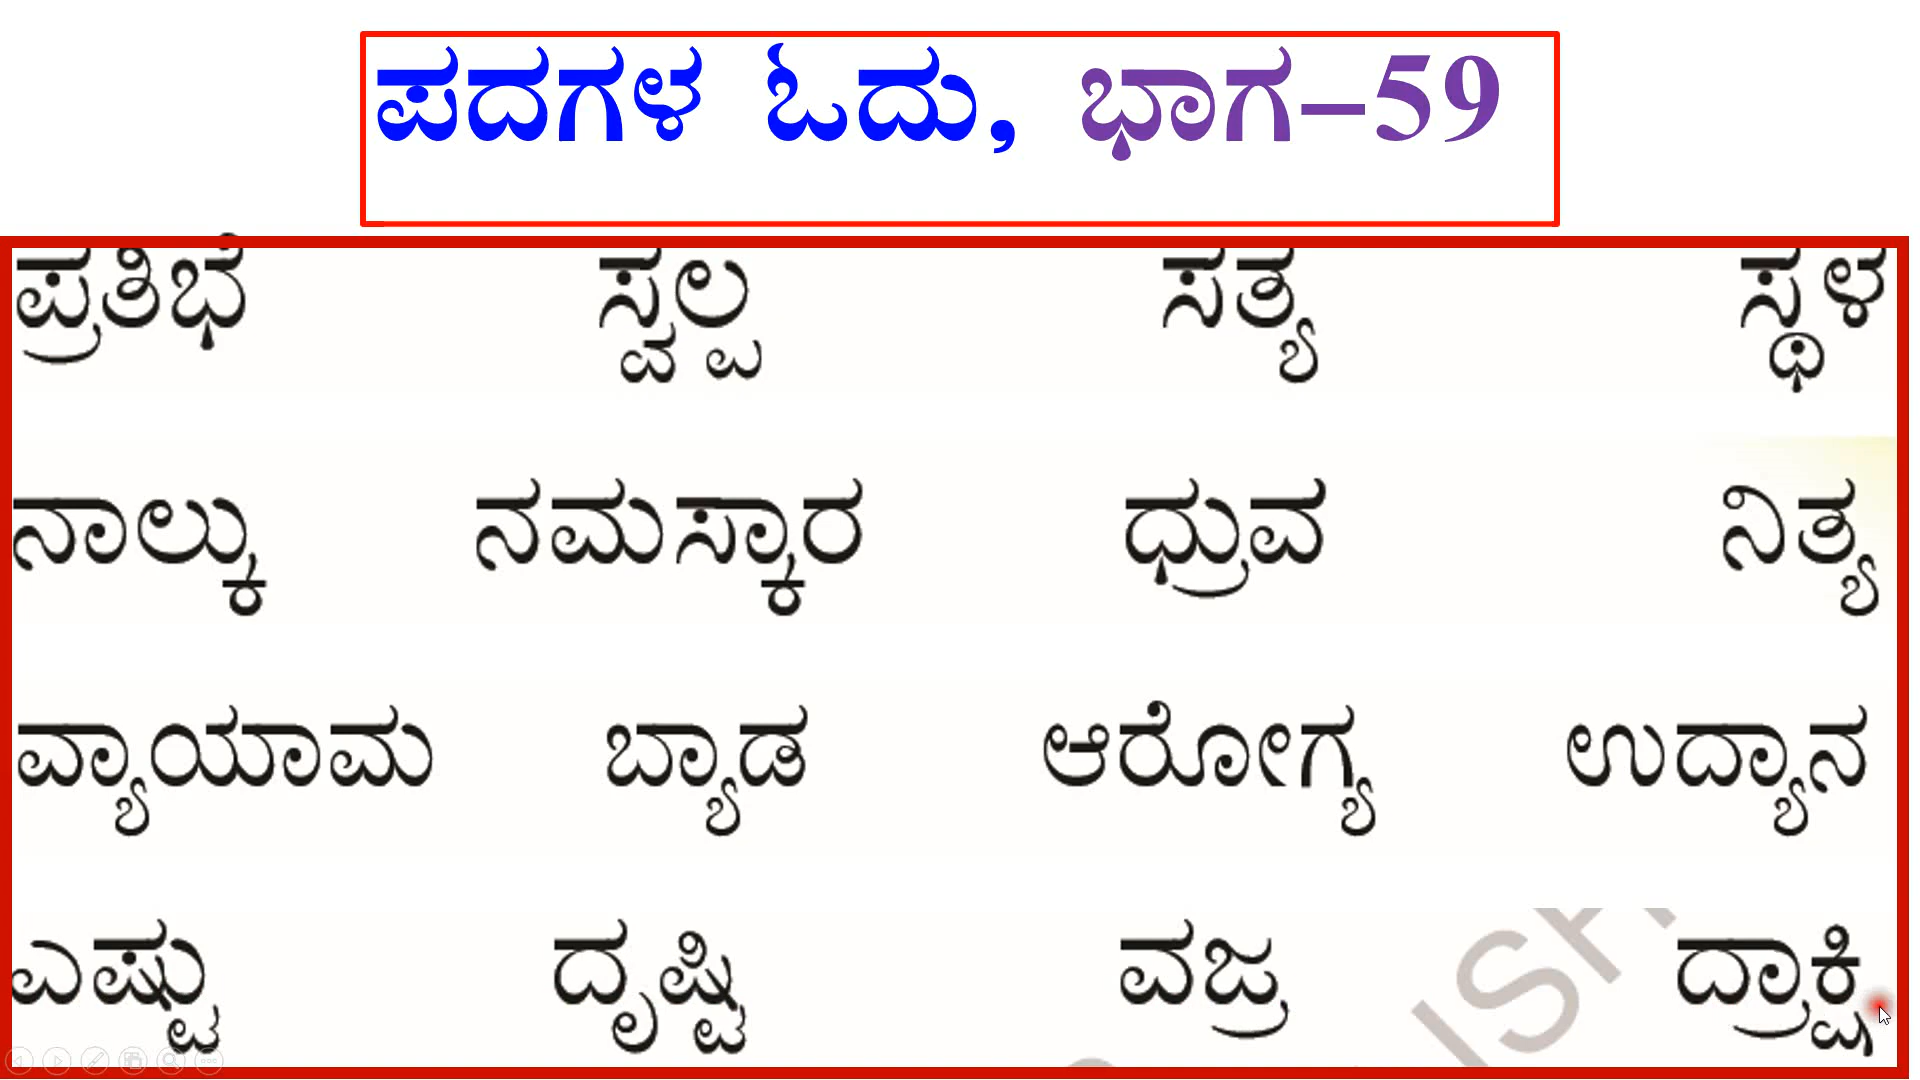 ಪದಗಳ ಓದು, ಭಾಗ-59
ಪ್ರತಿಭೆ ಸ್ವಲ್ಪ ಸತ್ಯ ಸ್ಥಳ
ನಾಲ್ಕು ನಮಸ್ಕಾರ ಧ್ರುವ ನಿತ್ಯ
ವ್ಯಾಯಾಮ ಬ್ಯಾಡ ಆರೋಗ್ಯ ಉದ್ಯಾನ
ಎಷ್ಟು ದೃಷ್ಟಿ ವಜ್ರ ದ್ರಾಕ್ಷಿ